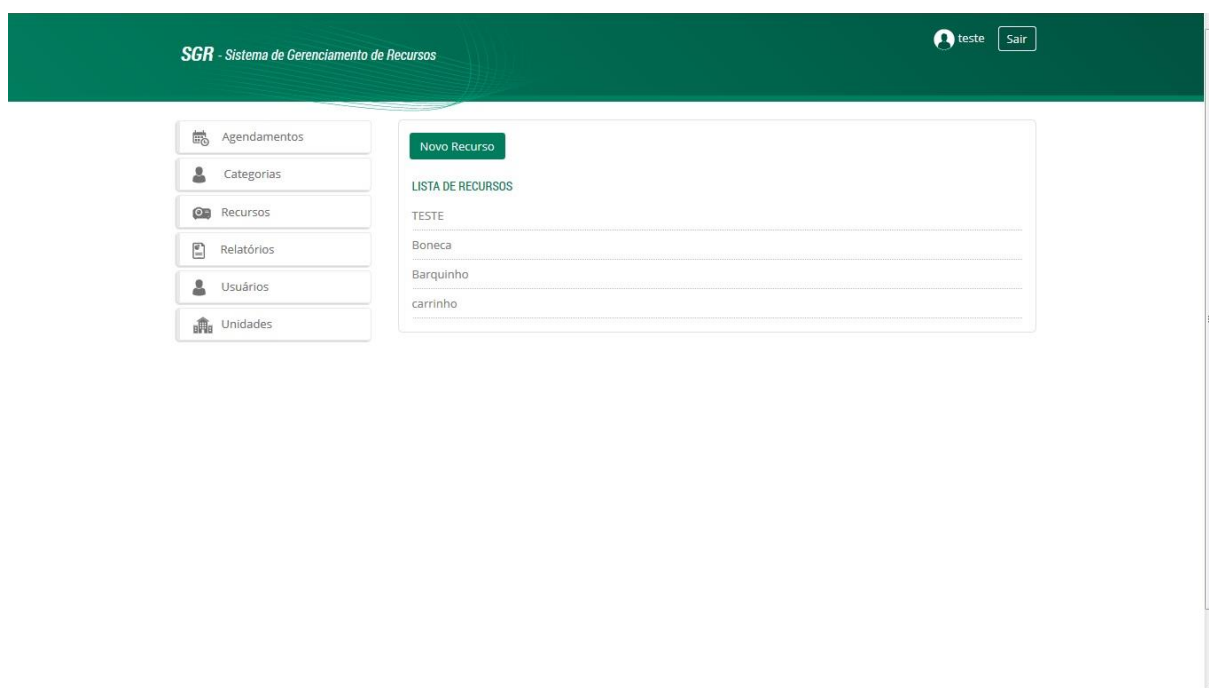 SGR - Sistema de Gerenciamento de Recursos
teste
Sair
Agendamentos
Categorias
Recursos
Relatórios
Usuários
Unidades
Novo Recurso
LISTA DE RECURSOS
TESTE
Boneca
Barquinho
carrinho